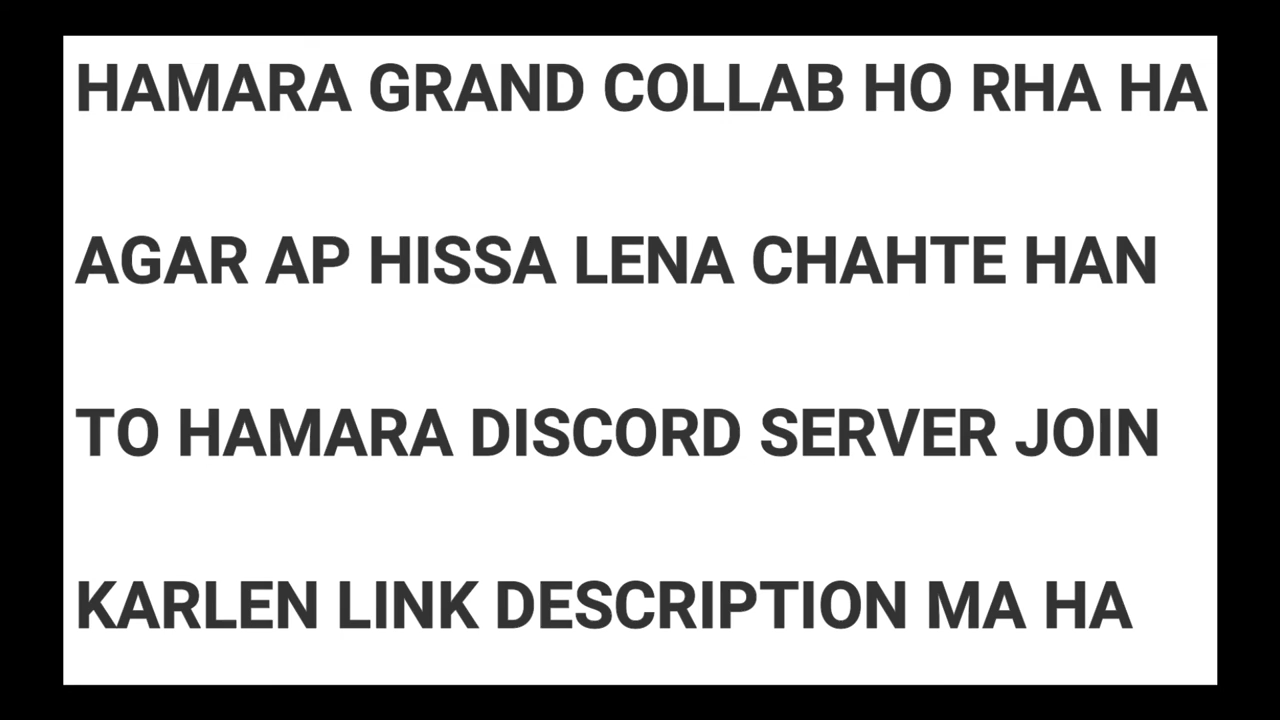 HAMARA GRAND COLLAB HO RHA HA
AGAR AP HISSA LENA CHAHTE HAN
TO HAMARA DISCORD SERVER JOIN
KARLEN LINK DESCRIPTION MA HA